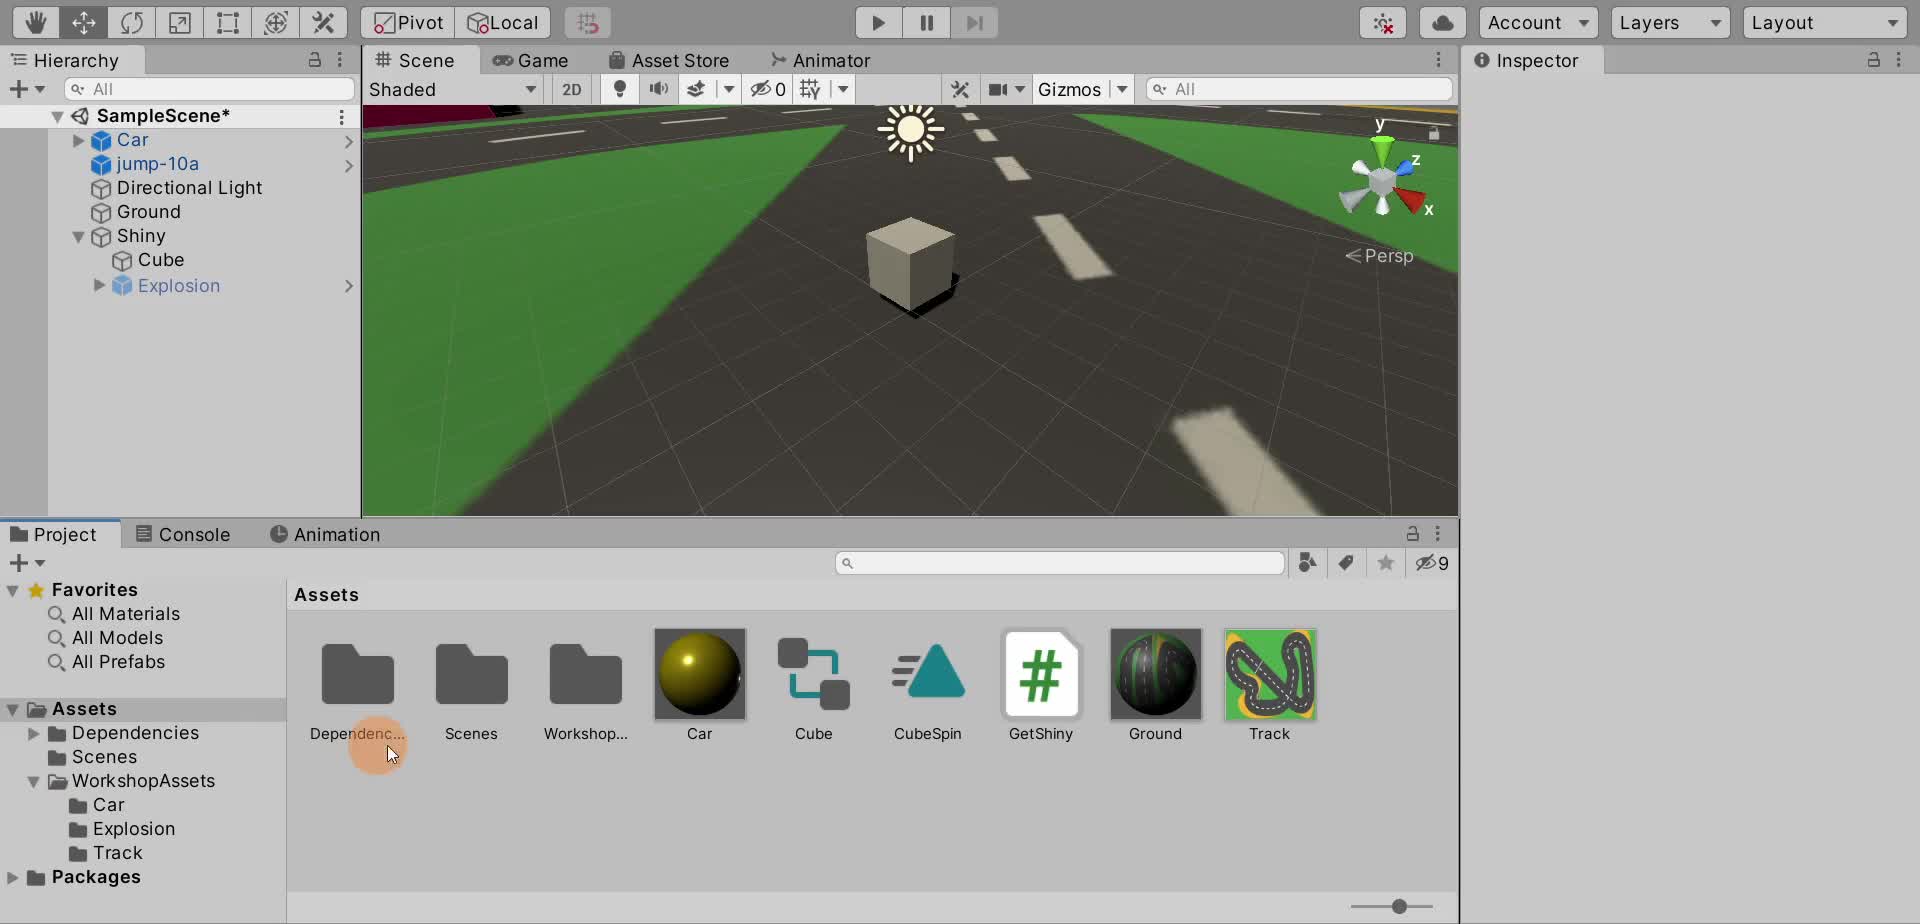 Pivot Local Account Layers Layout
Hierarchy Scene Game Asset Store Animator Inspector
All Shaded 2D 0 Gizmos All
SampleScene*
Car
jump-10a
Directional Light
Ground
Shiny
Cube
Explosion
y
z
x
Persp
Project Console Animation
9
Favorites
All Materials
All Models
All Prefabs
Assets
Dependencies
Scenes
WorkshopAssets
Car
Explosion
Track
Packages
Assets
#
Dependenc... Scenes Workshop... Car Cube CubeSpin GetShiny Ground Track